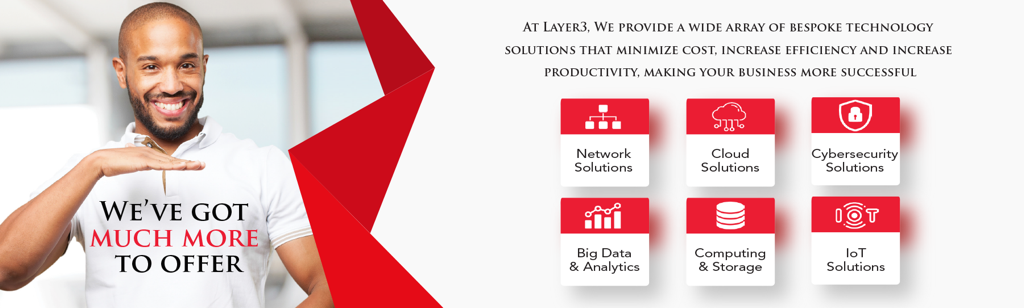 We've got
much more
to offer
At Layer3, We provide a wide array of bespoke technology
solutions that minimize cost, increase efficiency and increase
productivity, making your business more successful
Network
Solutions
Cloud
Solutions
Cybersecurity
Solutions
Big Data
& Analytics
Computing
& Storage
IoT
IoT
Solutions